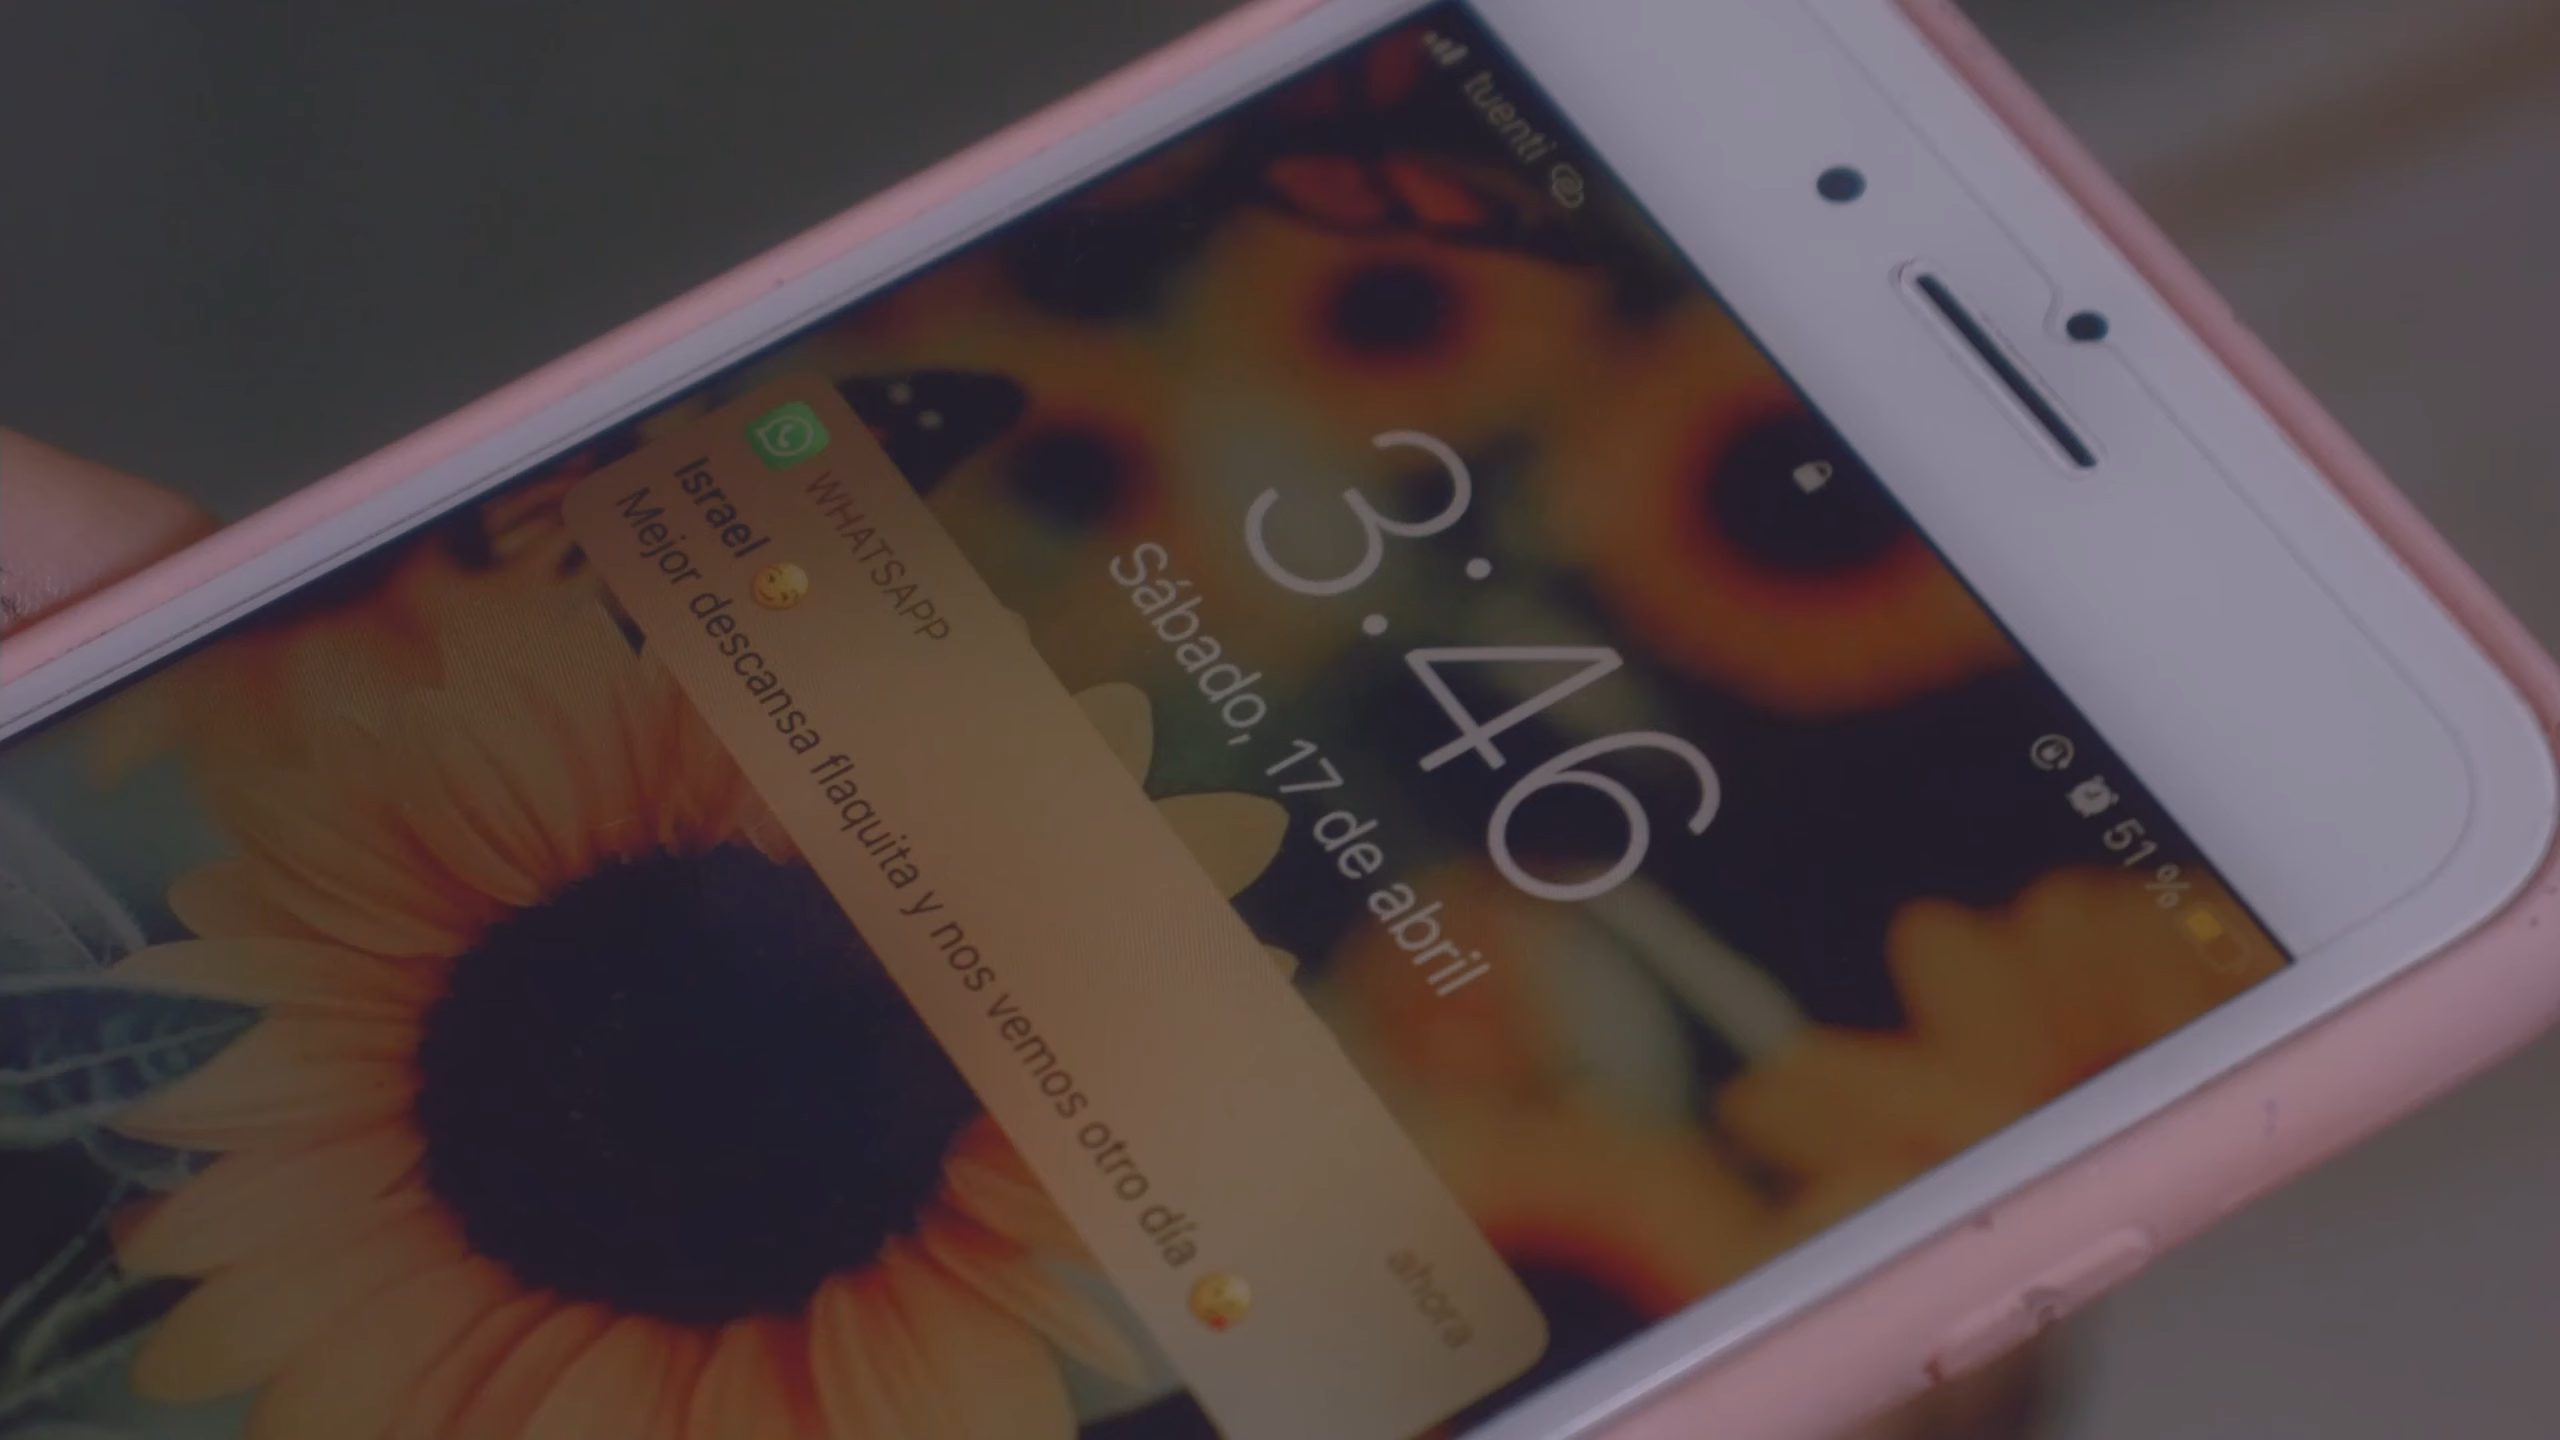 tuenti
51 %
3:46
Sábado, 17 de abril
WHATSAPP
ahora
Israel 😉
Mejor descansa flaquita y nos vemos otro día 😘